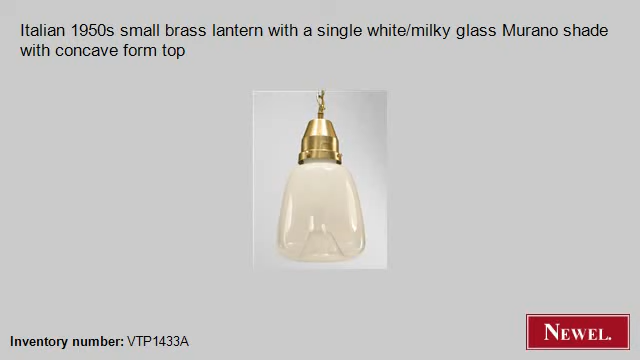 Italian 1950s small brass lantern with a single white/milky glass Murano shade
with concave form top
Inventory number: VTP1433A
NEWEL.